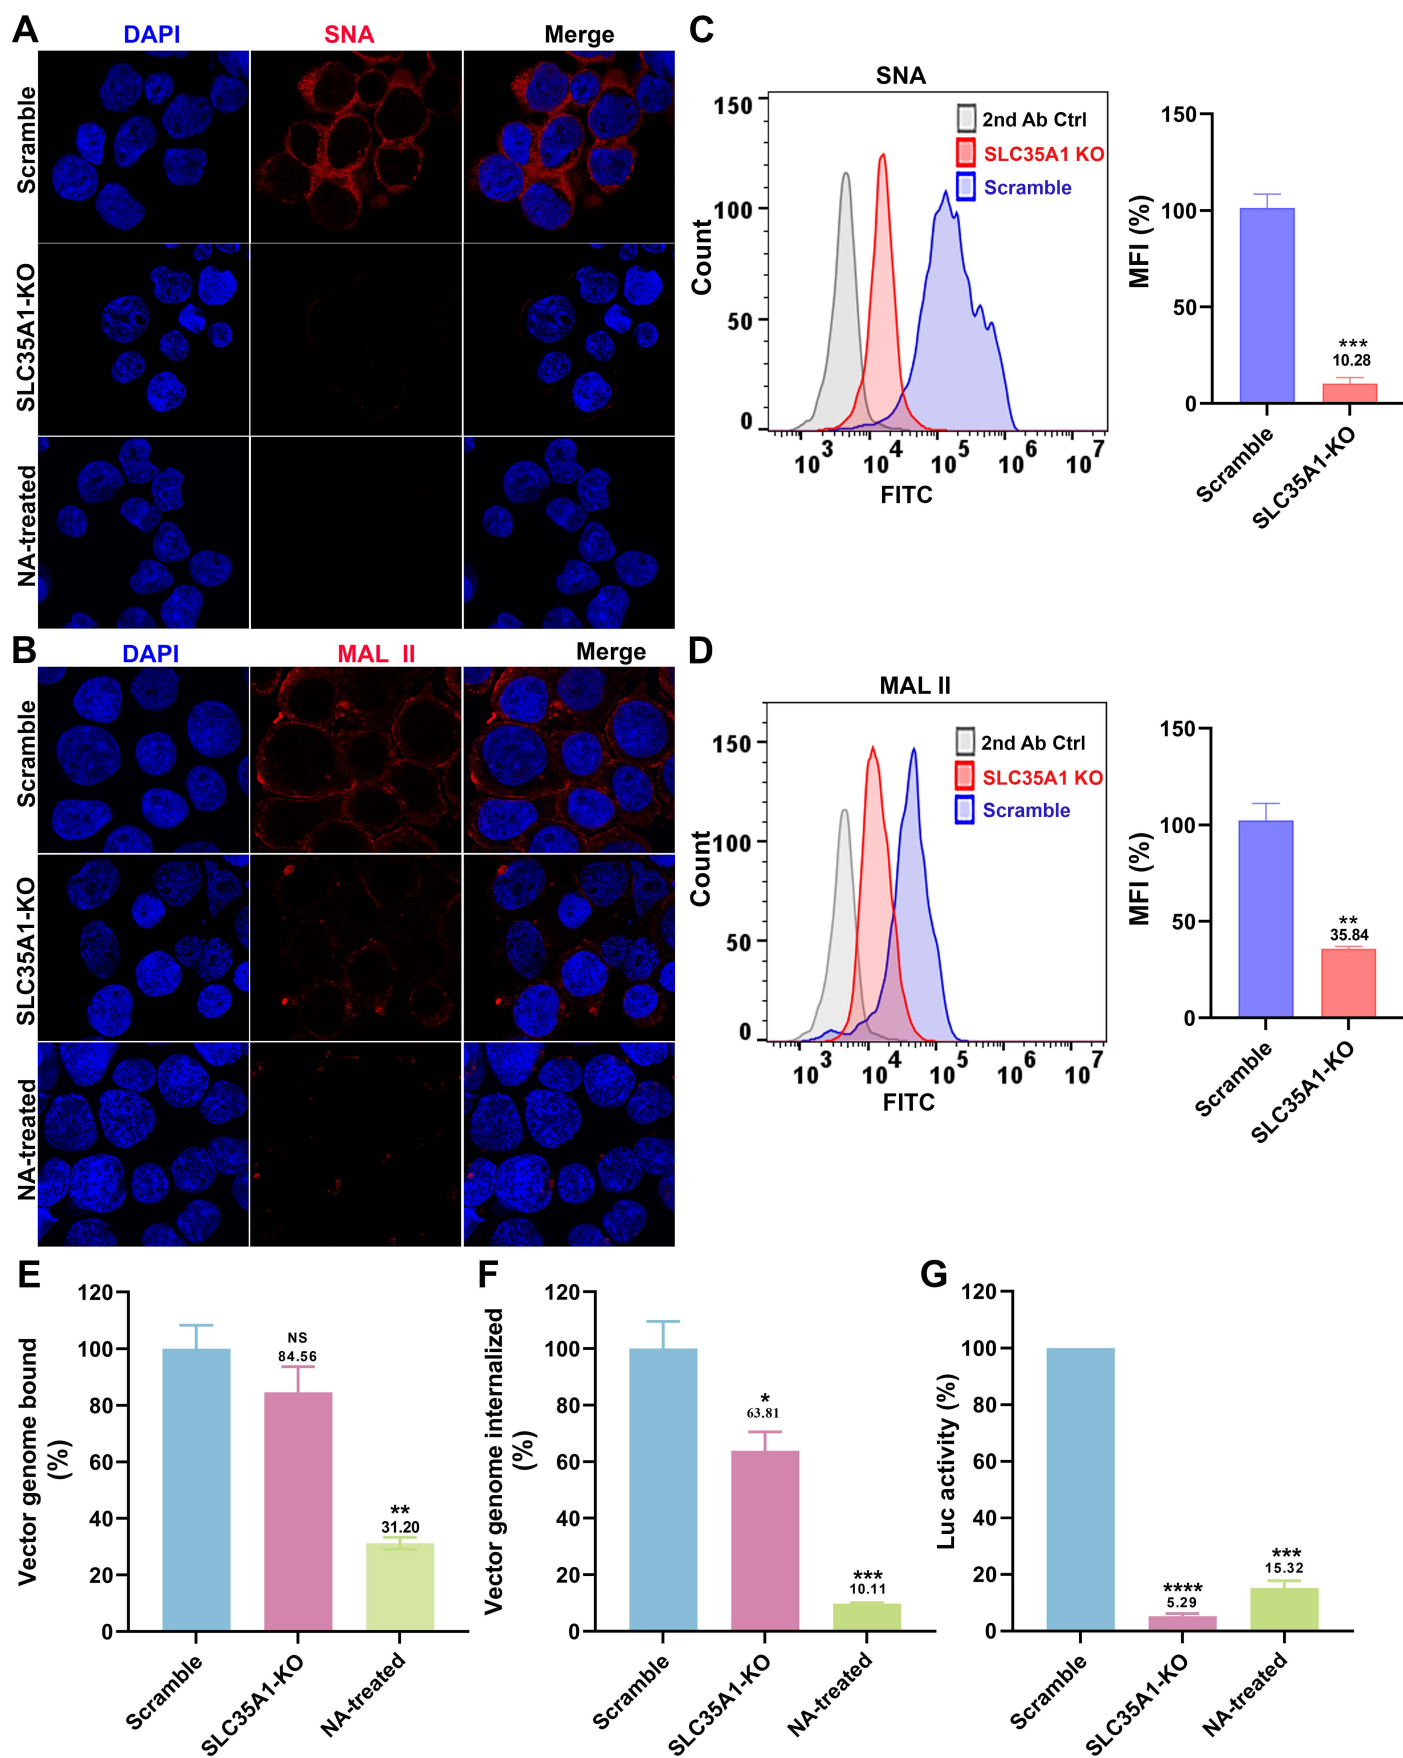 A
DAPI
SNA
Merge
Scramble
SLC35A1-KO
NA-treated
B
DAPI
MAL II
Merge
Scramble
SLC35A1-KO
NA-treated
C
SNA
150
100
50
0
Count
2nd Ab Ctrl
SLC35A1 KO
Scramble
10^3
10^4
10^5
10^6
10^7
FITC
150
100
50
0
MFI (%)
***
10.28
Scramble
SLC35A1-KO
D
MAL II
150
100
50
0
Count
2nd Ab Ctrl
SLC35A1 KO
Scramble
10^3
10^4
10^5
10^6
10^7
FITC
150
100
50
0
MFI (%)
**
35.84
Scramble
SLC35A1-KO
E
120
100
80
60
40
20
0
Vector genome bound
(%)
NS
84.56
**
31.20
Scramble
SLC35A1-KO
NA-treated
F
120
100
80
60
40
20
0
Vector genome internalized
(%)
*
63.81
***
10.11
Scramble
SLC35A1-KO
NA-treated
G
120
100
80
60
40
20
0
Luc activity (%)
****
5.29
***
15.32
Scramble
SLC35A1-KO
NA-treated